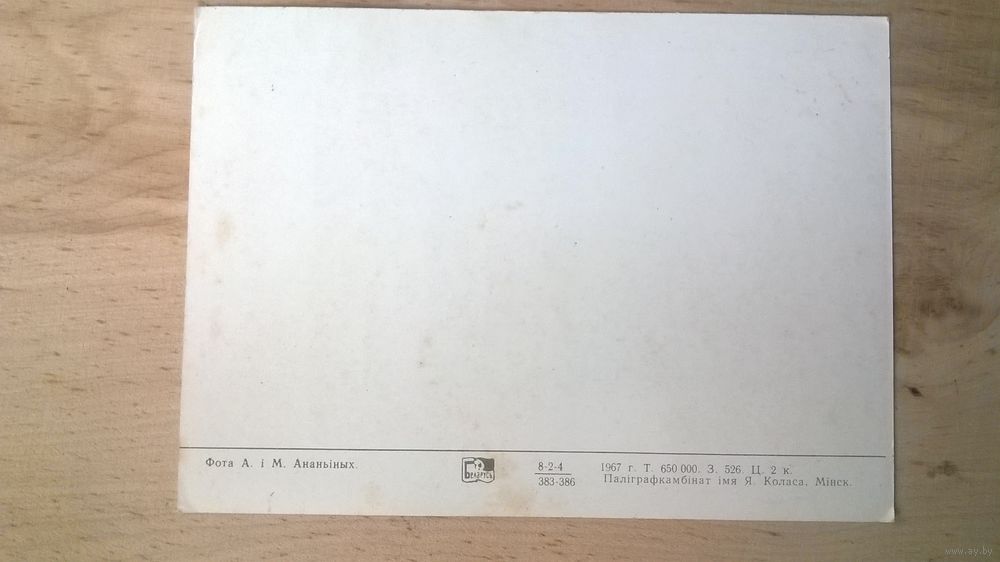 Фота А. і М. Ананьіных.
БЕЛАРУСЬ
8-2-4
383-386
1967 г. Т. 650 000. З. 526 Ц. 2 к.
Паліграфкамбінат імя Я. Коласа, Мінск.
www.ay.by